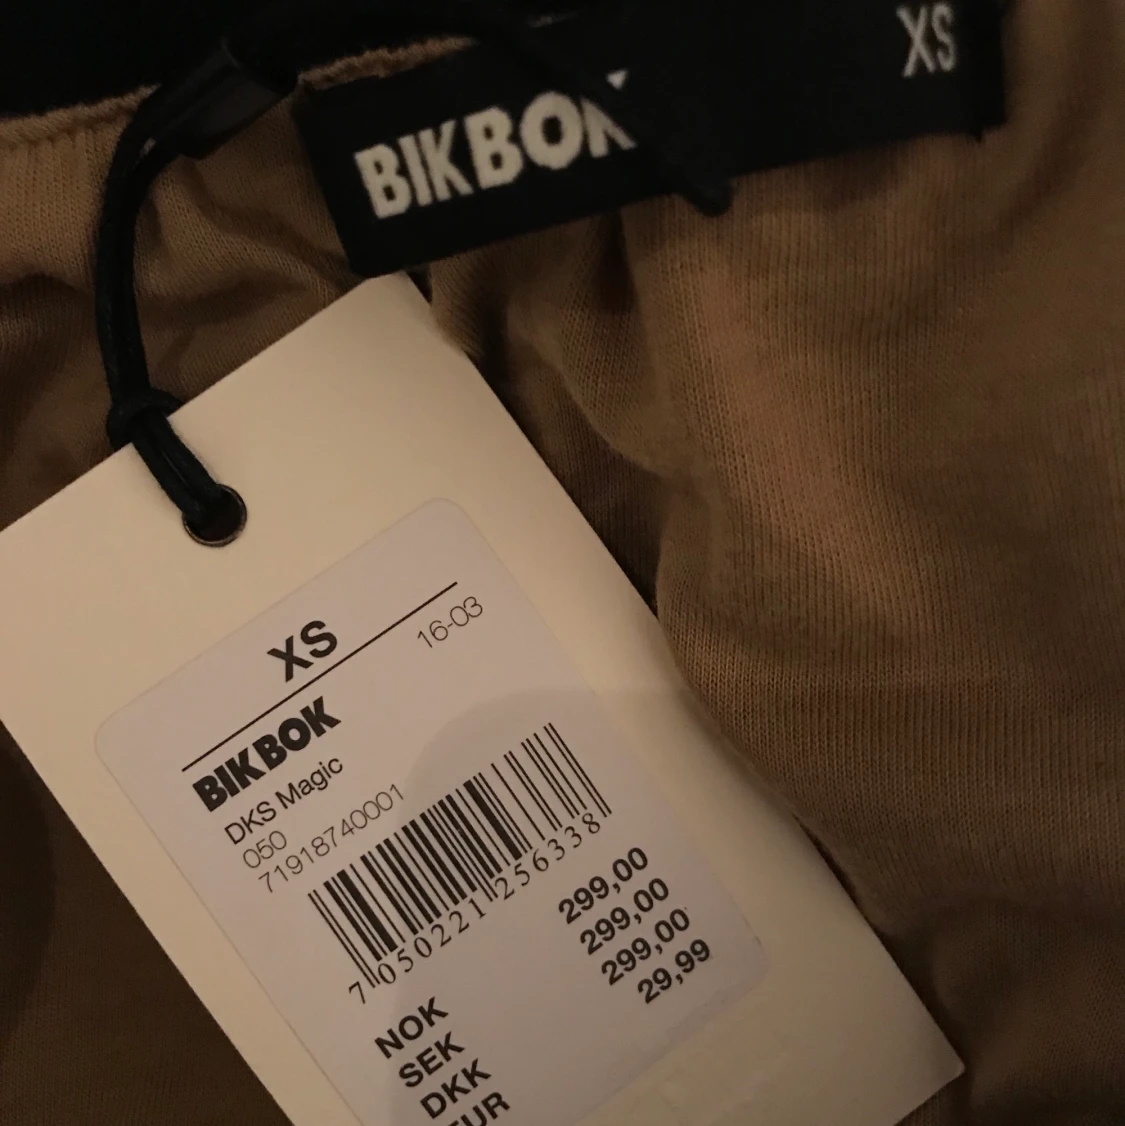 BIKBOK
XS
XS
16-03
BIKBOK
DKS Magic
050
71918740001
7 050221 256338
NOK 299,00
SEK 299,00
DKK 299,00
EUR 29,99